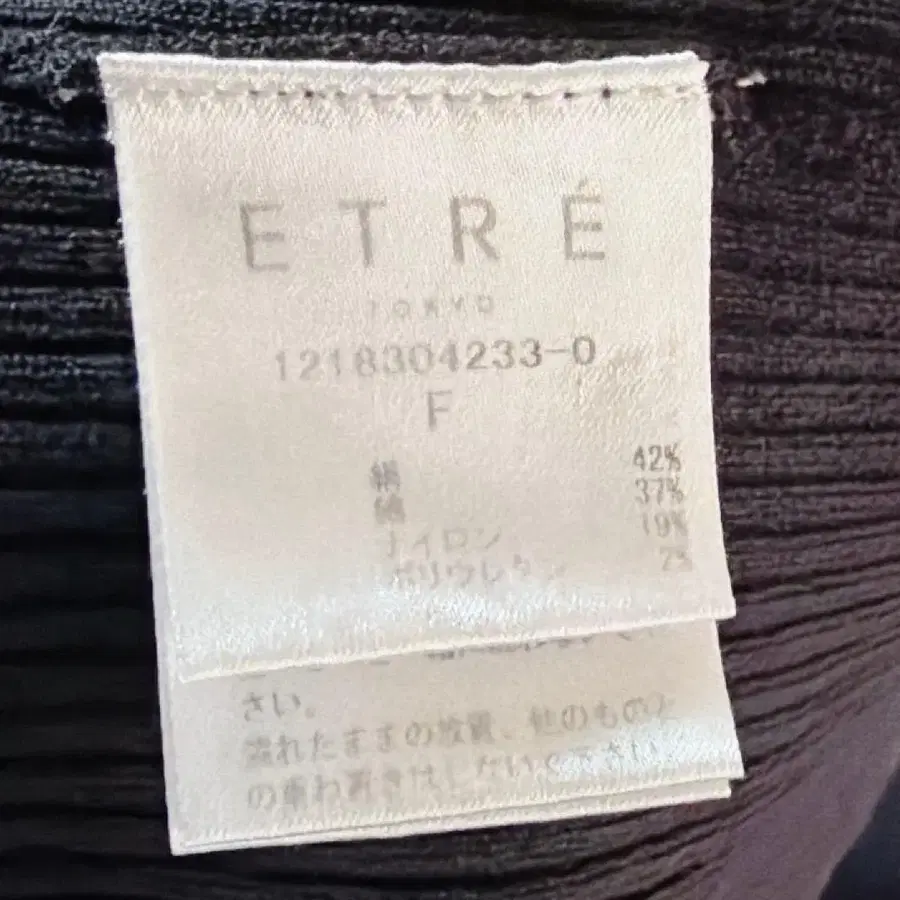 ETRÉ
TOKYO
1218304233-0
F
絹 42%
綿 37%
ナイロン 19%
ポリウレタン 2%
さい。
濡れたままの放置、他のものと
の重ね置きはしないで下さい。